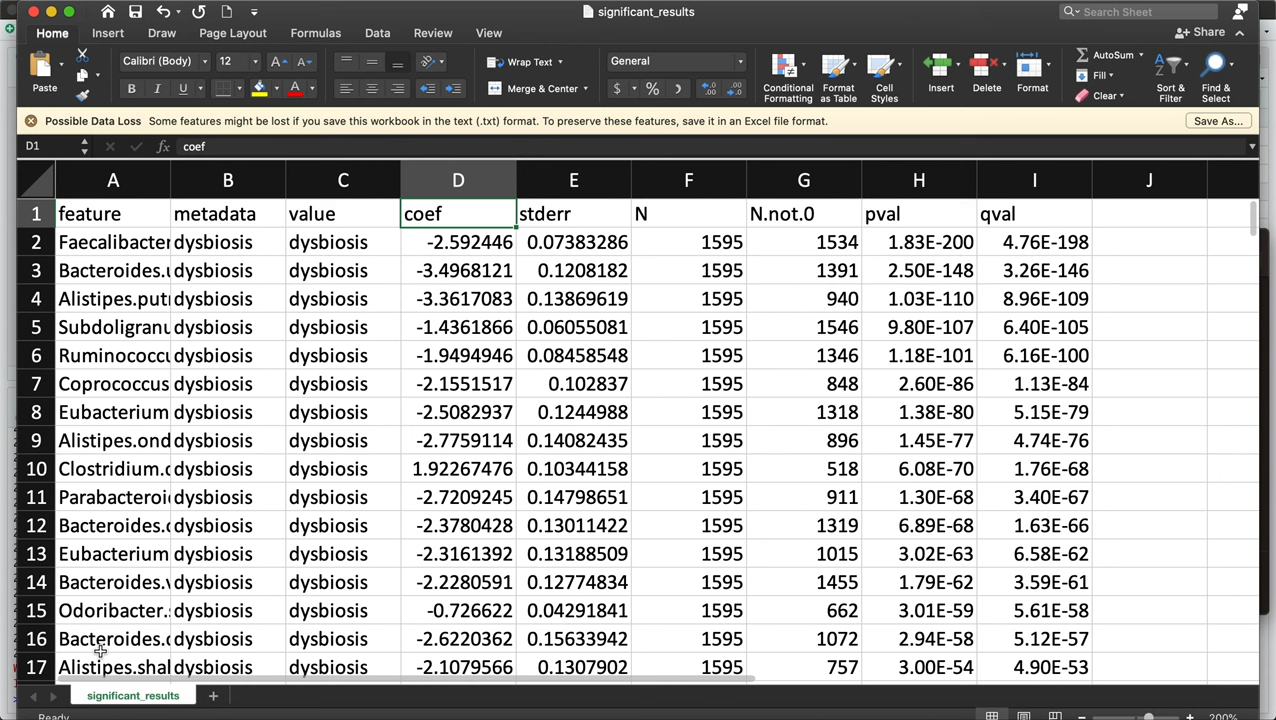 significant_results
Search Sheet
Home Insert Draw Page Layout Formulas Data Review View
Share
Paste
Calibri (Body) 12
B I U
Wrap Text
Merge & Center
General
$ %
Conditional Formatting
Format as Table
Cell Styles
Insert
Delete
Format
AutoSum
Fill
Clear
Sort & Filter
Find & Select
Possible Data Loss Some features might be lost if you save this workbook in the text (.txt) format. To preserve these features, save it in an Excel file format. Save As...
D1 fx coef
A B C D E F G H I J
1 feature metadata value coef stderr N N.not.0 pval qval
2 Faecalibacter dysbiosis dysbiosis -2.592446 0.07383286 1595 1534 1.83E-200 4.76E-198
3 Bacteroides.u dysbiosis dysbiosis -3.4968121 0.1208182 1595 1391 2.50E-148 3.26E-146
4 Alistipes.put dysbiosis dysbiosis -3.3617083 0.13869619 1595 940 1.03E-110 8.96E-109
5 Subdoligranu dysbiosis dysbiosis -1.4361866 0.06055081 1595 1546 9.80E-107 6.40E-105
6 Ruminococcu dysbiosis dysbiosis -1.9494946 0.08458548 1595 1346 1.18E-101 6.16E-100
7 Coprococcus dysbiosis dysbiosis -2.1551517 0.102837 1595 848 2.60E-86 1.13E-84
8 Eubacterium dysbiosis dysbiosis -2.5082937 0.1244988 1595 1318 1.38E-80 5.15E-79
9 Alistipes.ond dysbiosis dysbiosis -2.7759114 0.14082435 1595 896 1.45E-77 4.74E-76
10 Clostridium.c dysbiosis dysbiosis 1.92267476 0.10344158 1595 518 6.08E-70 1.76E-68
11 Parabacteroi dysbiosis dysbiosis -2.7209245 0.14798651 1595 911 1.30E-68 3.40E-67
12 Bacteroides.c dysbiosis dysbiosis -2.3780428 0.13011422 1595 1319 6.89E-68 1.63E-66
13 Eubacterium dysbiosis dysbiosis -2.3161392 0.13188509 1595 1015 3.02E-63 6.58E-62
14 Bacteroides.v dysbiosis dysbiosis -2.2280591 0.12774834 1595 1455 1.79E-62 3.59E-61
15 Odoribacter.s dysbiosis dysbiosis -0.726622 0.04291841 1595 662 3.01E-59 5.61E-58
16 Bacteroides.c dysbiosis dysbiosis -2.6220362 0.15633942 1595 1072 2.94E-58 5.12E-57
17 Alistipes.shal dysbiosis dysbiosis -2.1079566 0.1307902 1595 757 3.00E-54 4.90E-53
significant_results
Ready 200%